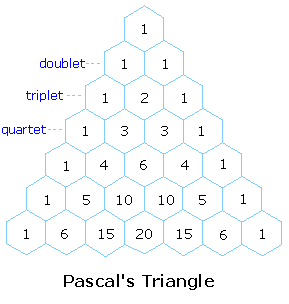 1
doublet 1 1
triplet 1 2 1
quartet 1 3 3 1
1 4 6 4 1
1 5 10 10 5 1
1 6 15 20 15 6 1
Pascal's Triangle